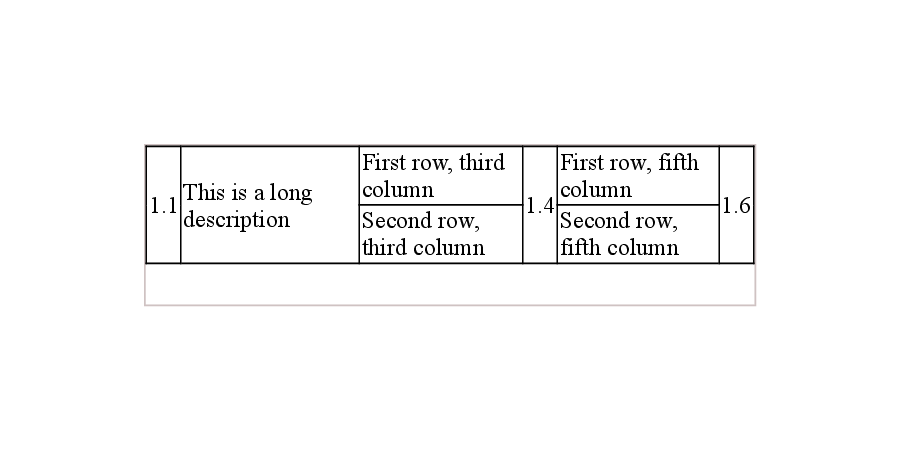 1.1
This is a long
description
First row, third
column
Second row,
third column
1.4
First row, fifth
column
Second row,
fifth column
1.6